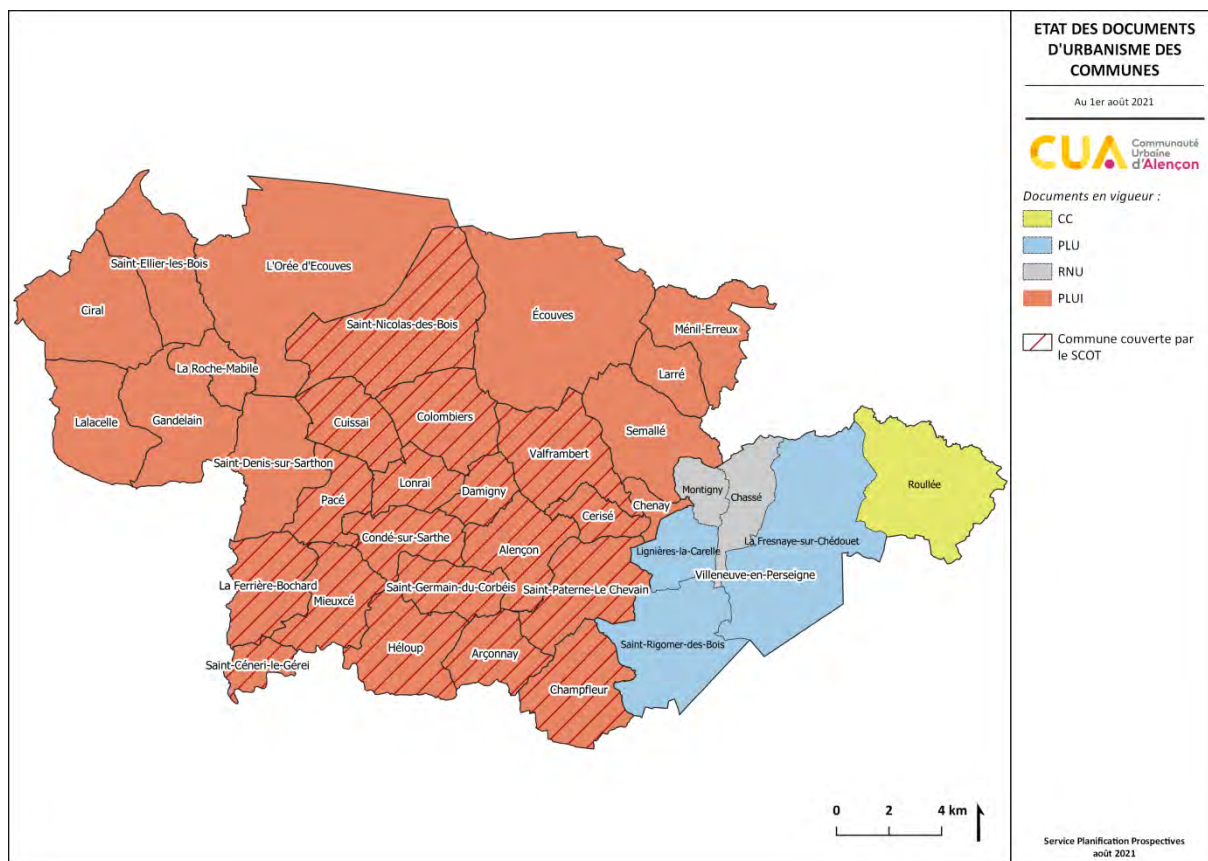 ETAT DES DOCUMENTS
D'URBANISME DES
COMMUNES
Au 1er août 2021
CUA
Communauté
Urbaine
d'Alençon
Documents en vigueur :
CC
PLU
RNU
PLUI
Commune couverte par
le SCOT
Saint-Ellier-les-Bois
L'Orée d'Ecouves
Ciral
Écouves
Saint-Nicolas-des-Bois
Ménil-Erreux
La Roche-Mabile
Larré
Lalacelle
Gandelain
Cuissai
Colombiers
Semallé
Valframbert
Saint-Denis-sur-Sarthon
Lonrai
Damigny
Montigny
Chassé
Roullée
Pacé
Cerisé
Chenay
Condé-sur-Sarthe
Alençon
La Fresnaye-sur-Chédouet
Lignières-la-Carelle
Villeneuve-en-Perseigne
La Ferrière-Bochard
Mieuxcé
Saint-Germain-du-Corbéis
Saint-Paterne-Le Chevain
Saint-Rigomer-des-Bois
Héloup
Arçonnay
Saint-Céneri-le-Gérei
Champfleur
0 2 4 km
Service Planification Prospectives
août 2021